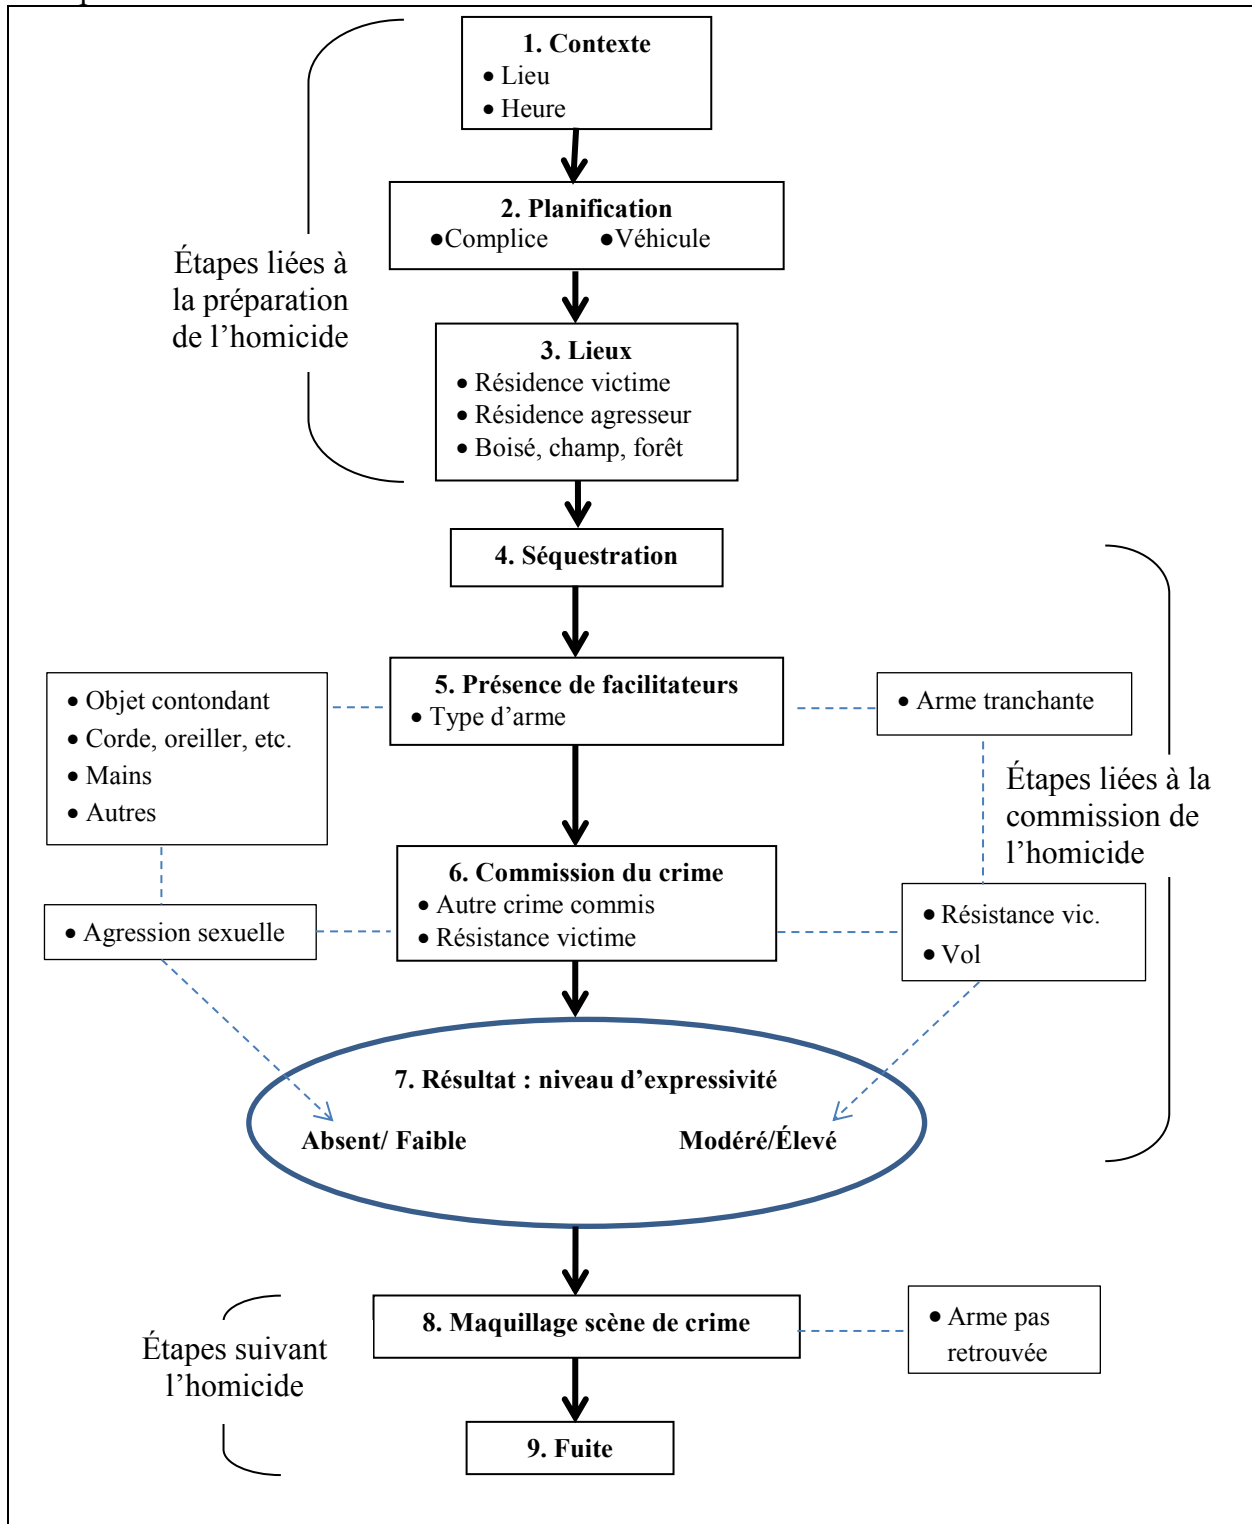 1. Contexte
• Lieu
• Heure
2. Planification
●Complice ●Véhicule
Étapes liées à
la préparation
de l’homicide
3. Lieux
• Résidence victime
• Résidence agresseur
• Boisé, champ, forêt
4. Séquestration
5. Présence de facilitateurs
• Type d’arme
• Objet contondant
• Corde, oreiller, etc.
• Mains
• Autres
• Arme tranchante
Étapes liées à la
commission de
l’homicide
6. Commission du crime
• Autre crime commis
• Résistance victime
• Agression sexuelle
• Résistance vic.
• Vol
7. Résultat : niveau d’expressivité
Absent/ Faible
Modéré/Élevé
8. Maquillage scène de crime
• Arme pas
retrouvée
Étapes suivant
l’homicide
9. Fuite